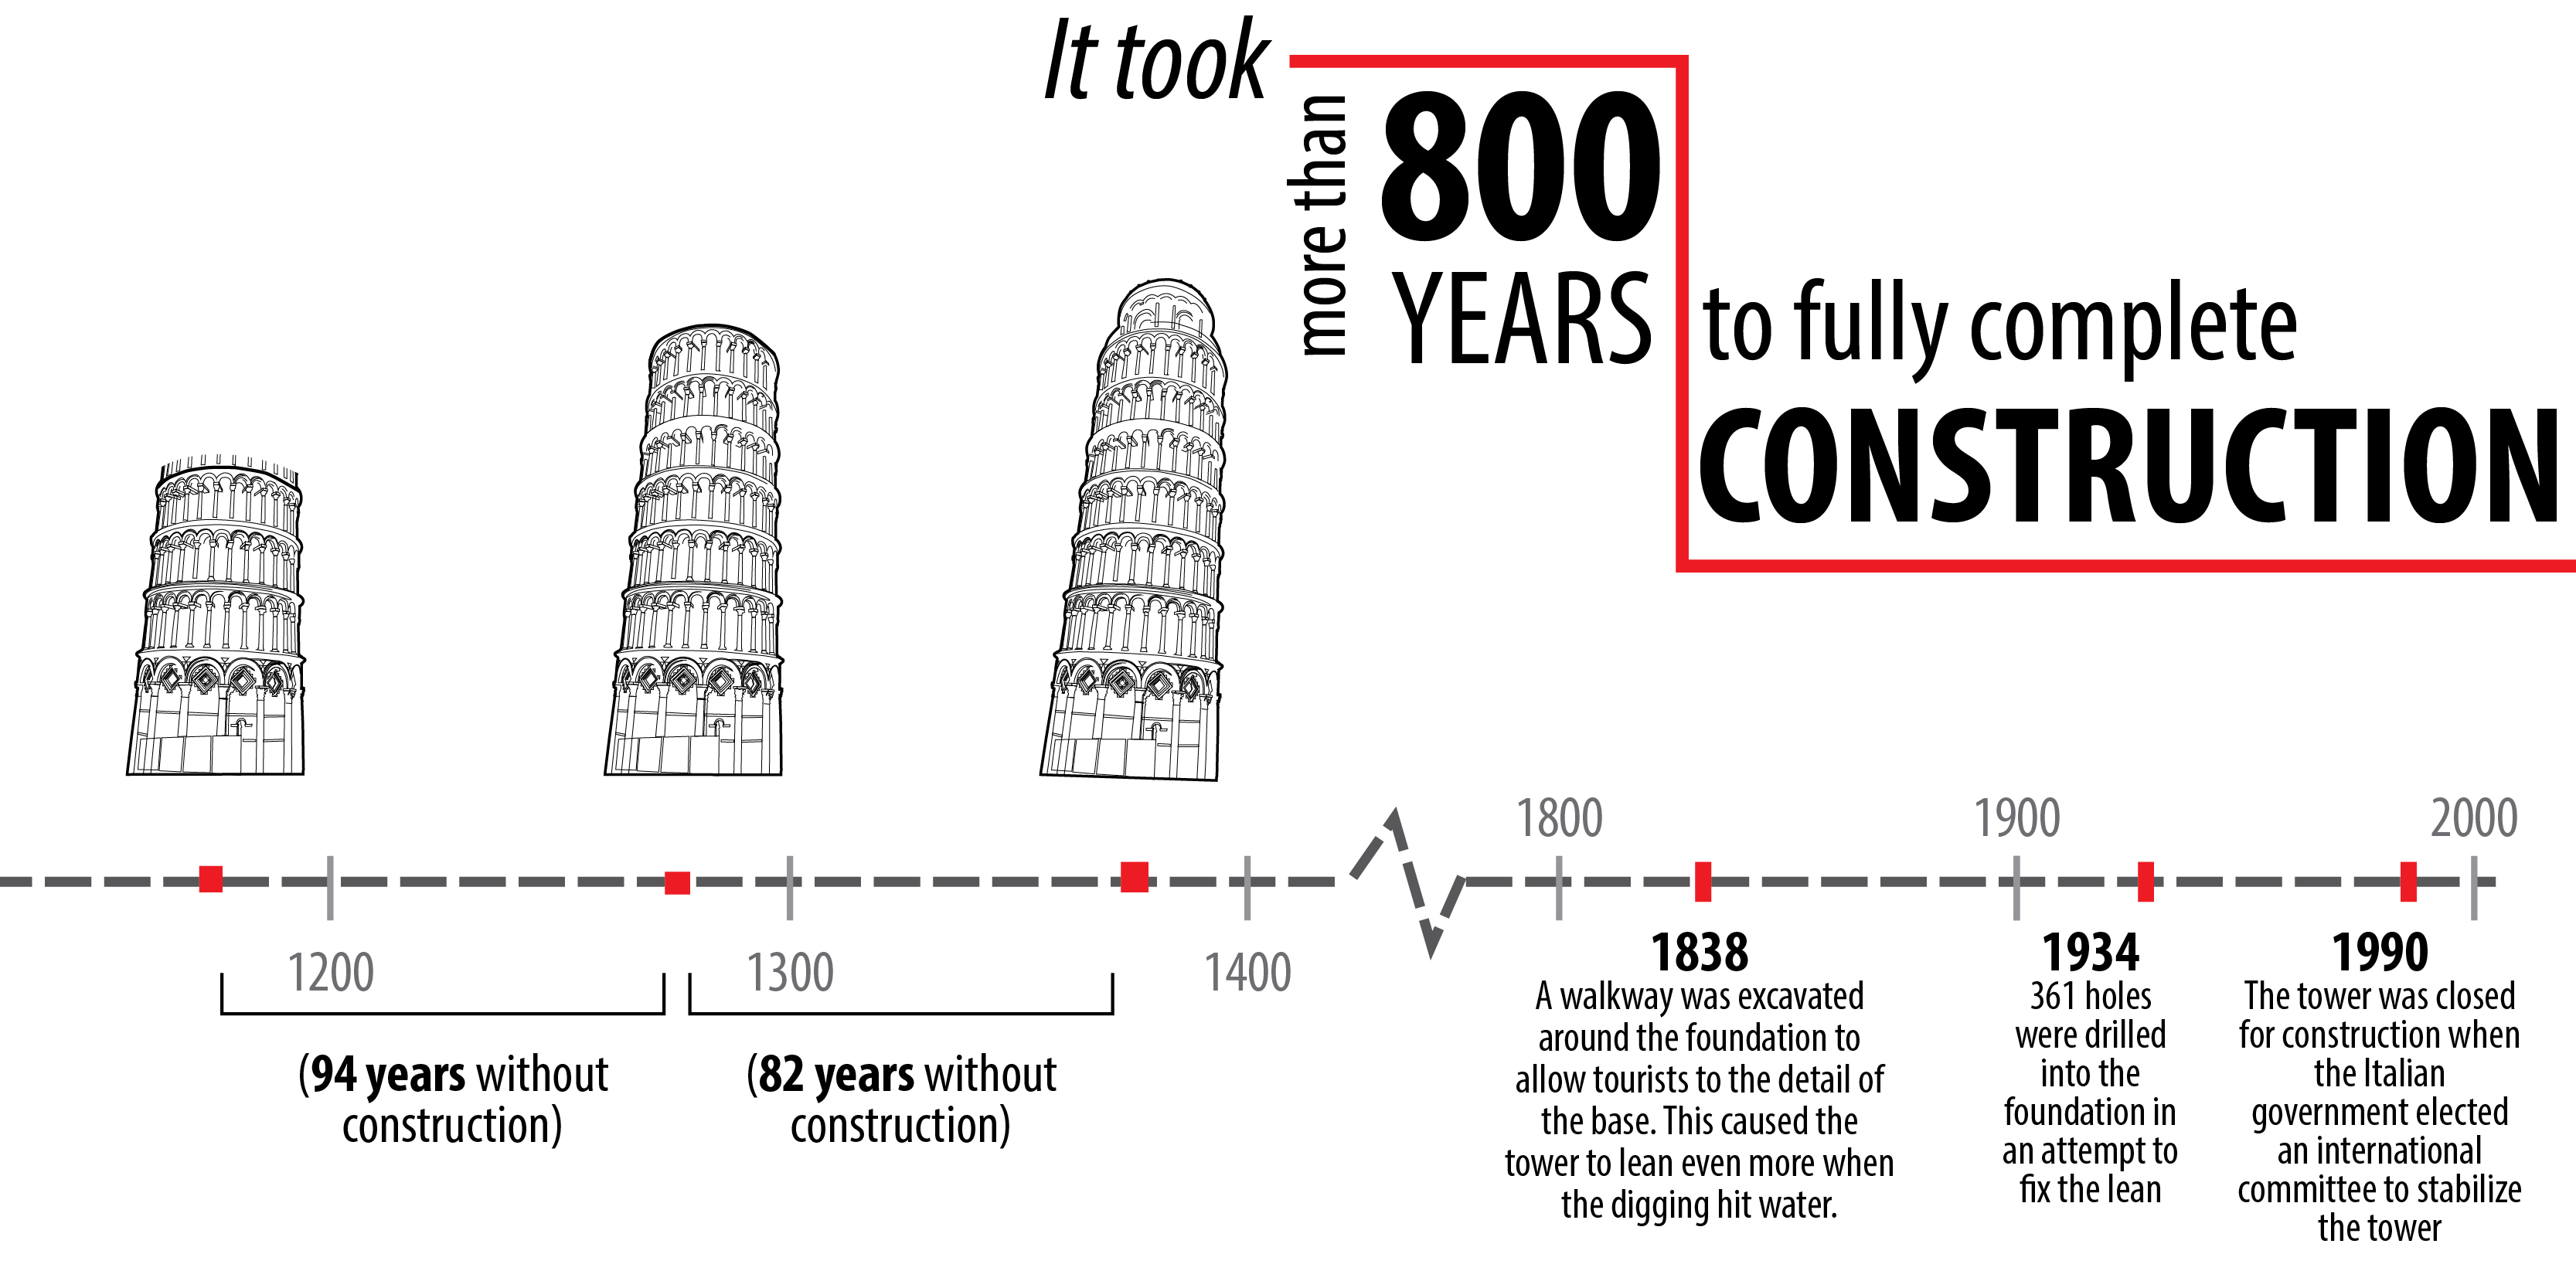 It took
more than
800
YEARS
to fully complete
CONSTRUCTION
1200
1300
1400
1800
1900
2000
(94 years without
construction)
(82 years without
construction)
1838
A walkway was excavated
around the foundation to
allow tourists to the detail of
the base. This caused the
tower to lean even more when
the digging hit water.
1934
361 holes
were drilled
into the
foundation in
an attempt to
fix the lean
1990
The tower was closed
for construction when
the Italian
government elected
an international
committee to stabilize
the tower